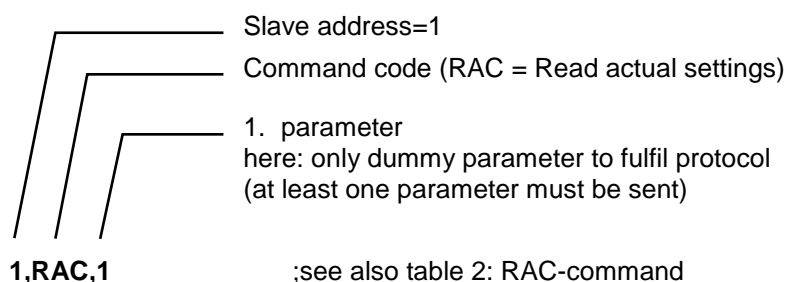 Slave address=1
Command code (RAC = Read actual settings)
1. parameter
here: only dummy parameter to fulfil protocol
(at least one parameter must be sent)
1,RAC,1 ;see also table 2: RAC-command